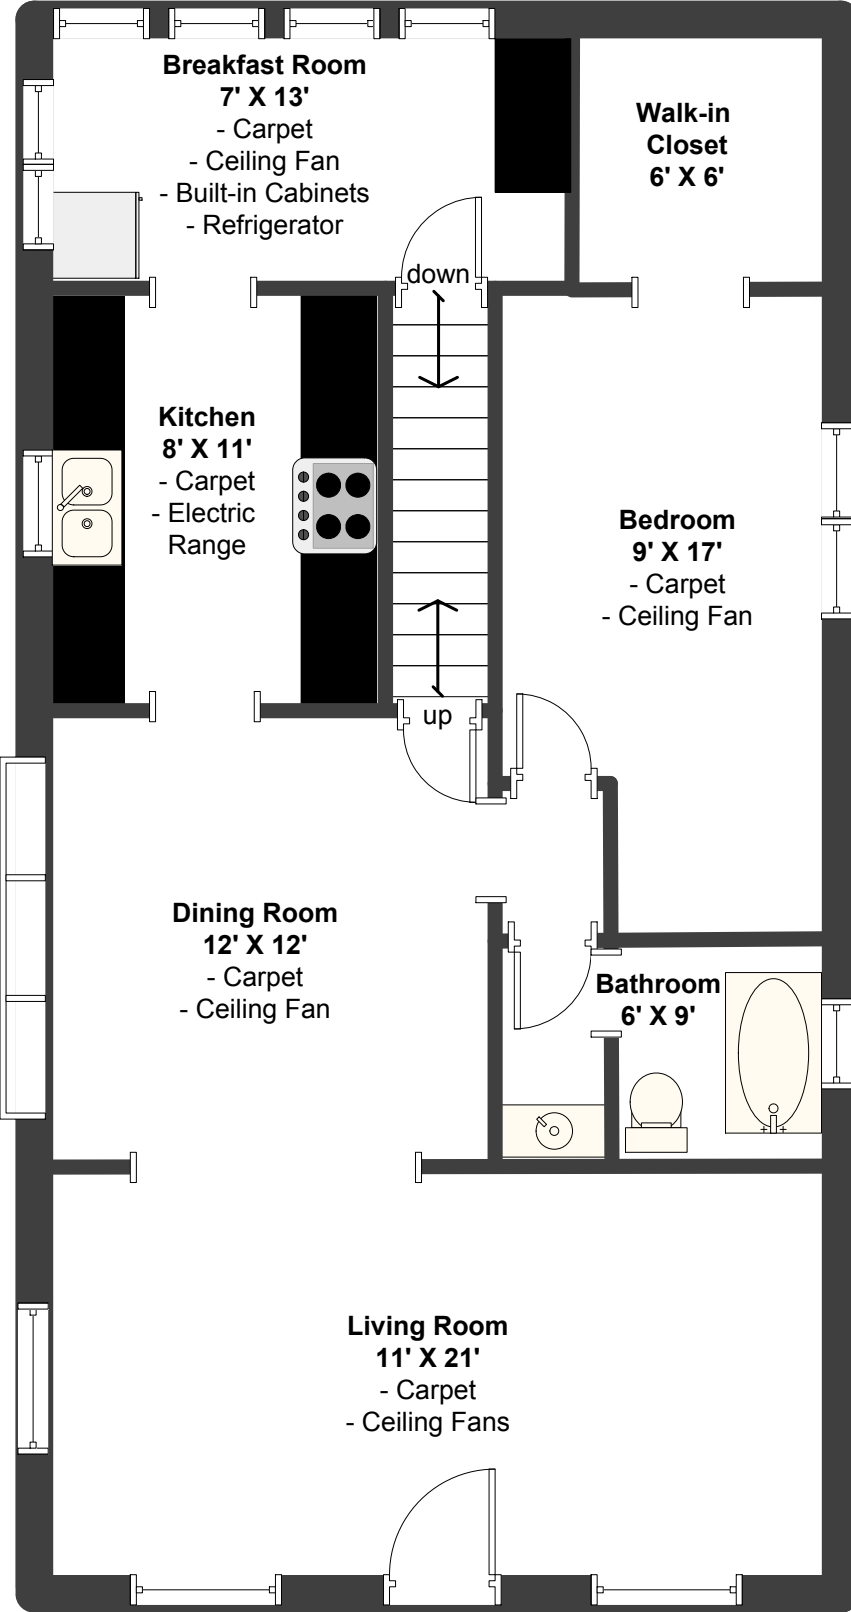 Breakfast Room
7' X 13'
- Carpet
- Ceiling Fan
- Built-in Cabinets
- Refrigerator
Walk-in
Closet
6' X 6'
down
Kitchen
8' X 11'
- Carpet
- Electric
Range
Bedroom
9' X 17'
- Carpet
- Ceiling Fan
up
Dining Room
12' X 12'
- Carpet
- Ceiling Fan
Bathroom
6' X 9'
Living Room
11' X 21'
- Carpet
- Ceiling Fans